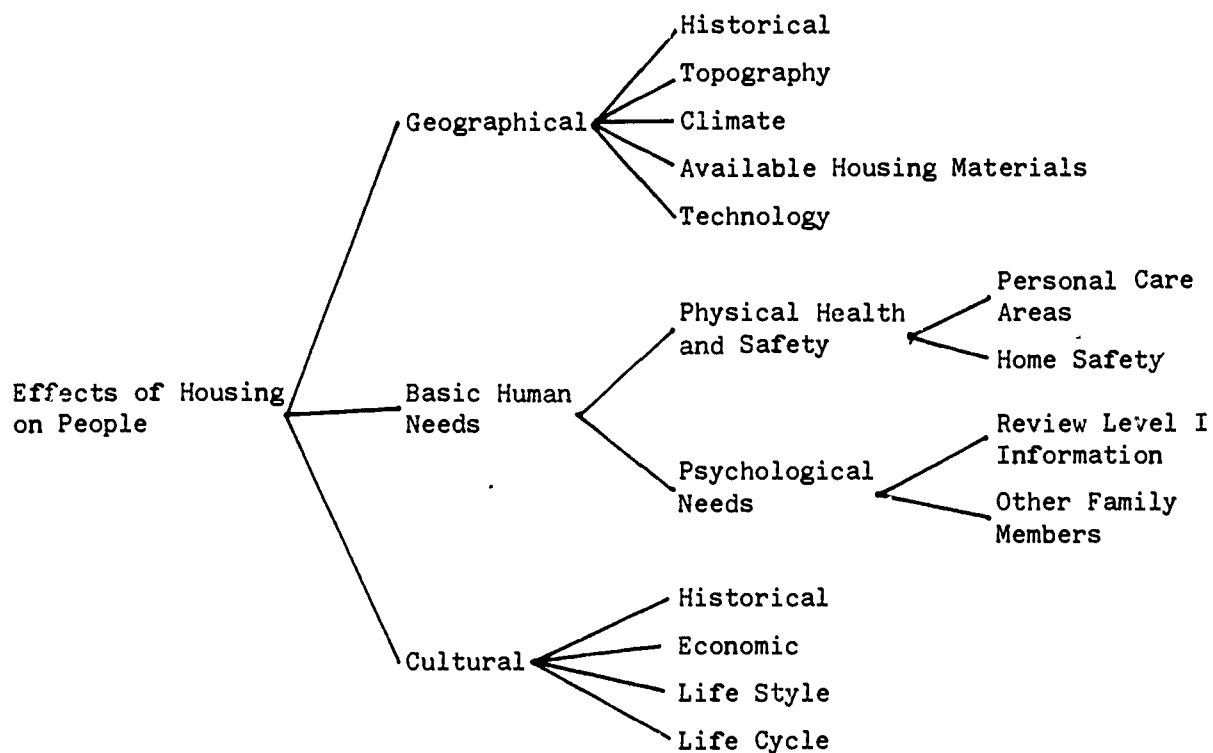 Historical
Topography
Geographical
Climate
Available Housing Materials
Technology
Personal Care
Areas
Physical Health
and Safety
Home Safety
Effects of Housing
on People
Basic Human
Needs
Review Level I
Information
Psychological
Needs
Other Family
Members
Historical
Economic
Cultural
Life Style
Life Cycle